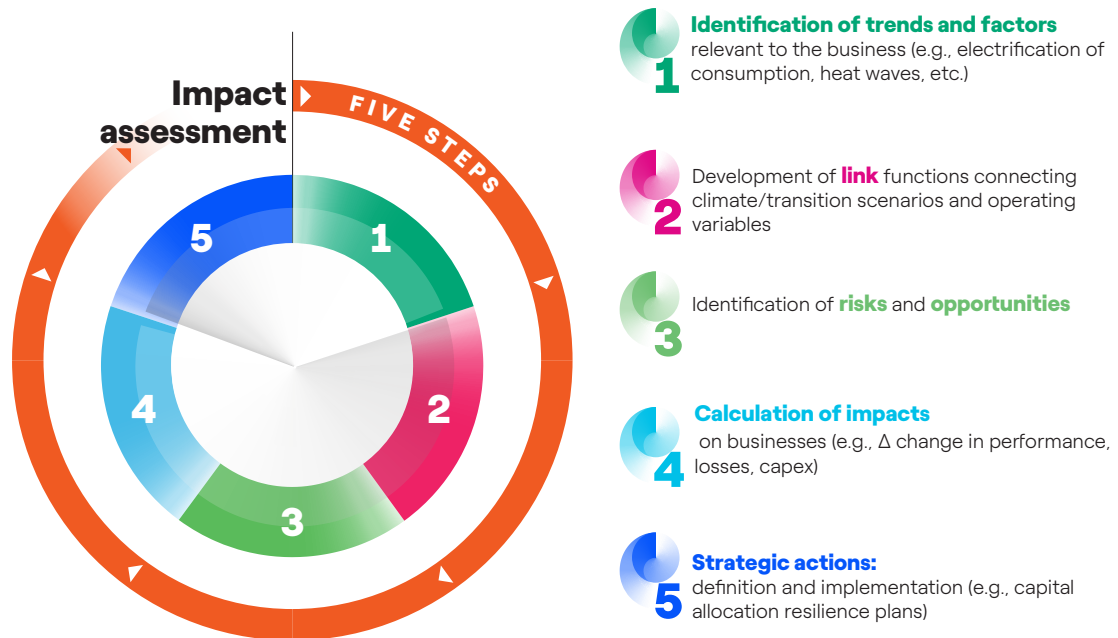 Impact
assessment
FIVE STEPS
1
2
3
4
5
1
Identification of trends and factors
relevant to the business (e.g., electrification of
consumption, heat waves, etc.)
2
Development of link functions connecting
climate/transition scenarios and operating
variables
3
Identification of risks and opportunities
4
Calculation of impacts
on businesses (e.g., Δ change in performance,
losses, capex)
5
Strategic actions:
definition and implementation (e.g., capital
allocation resilience plans)